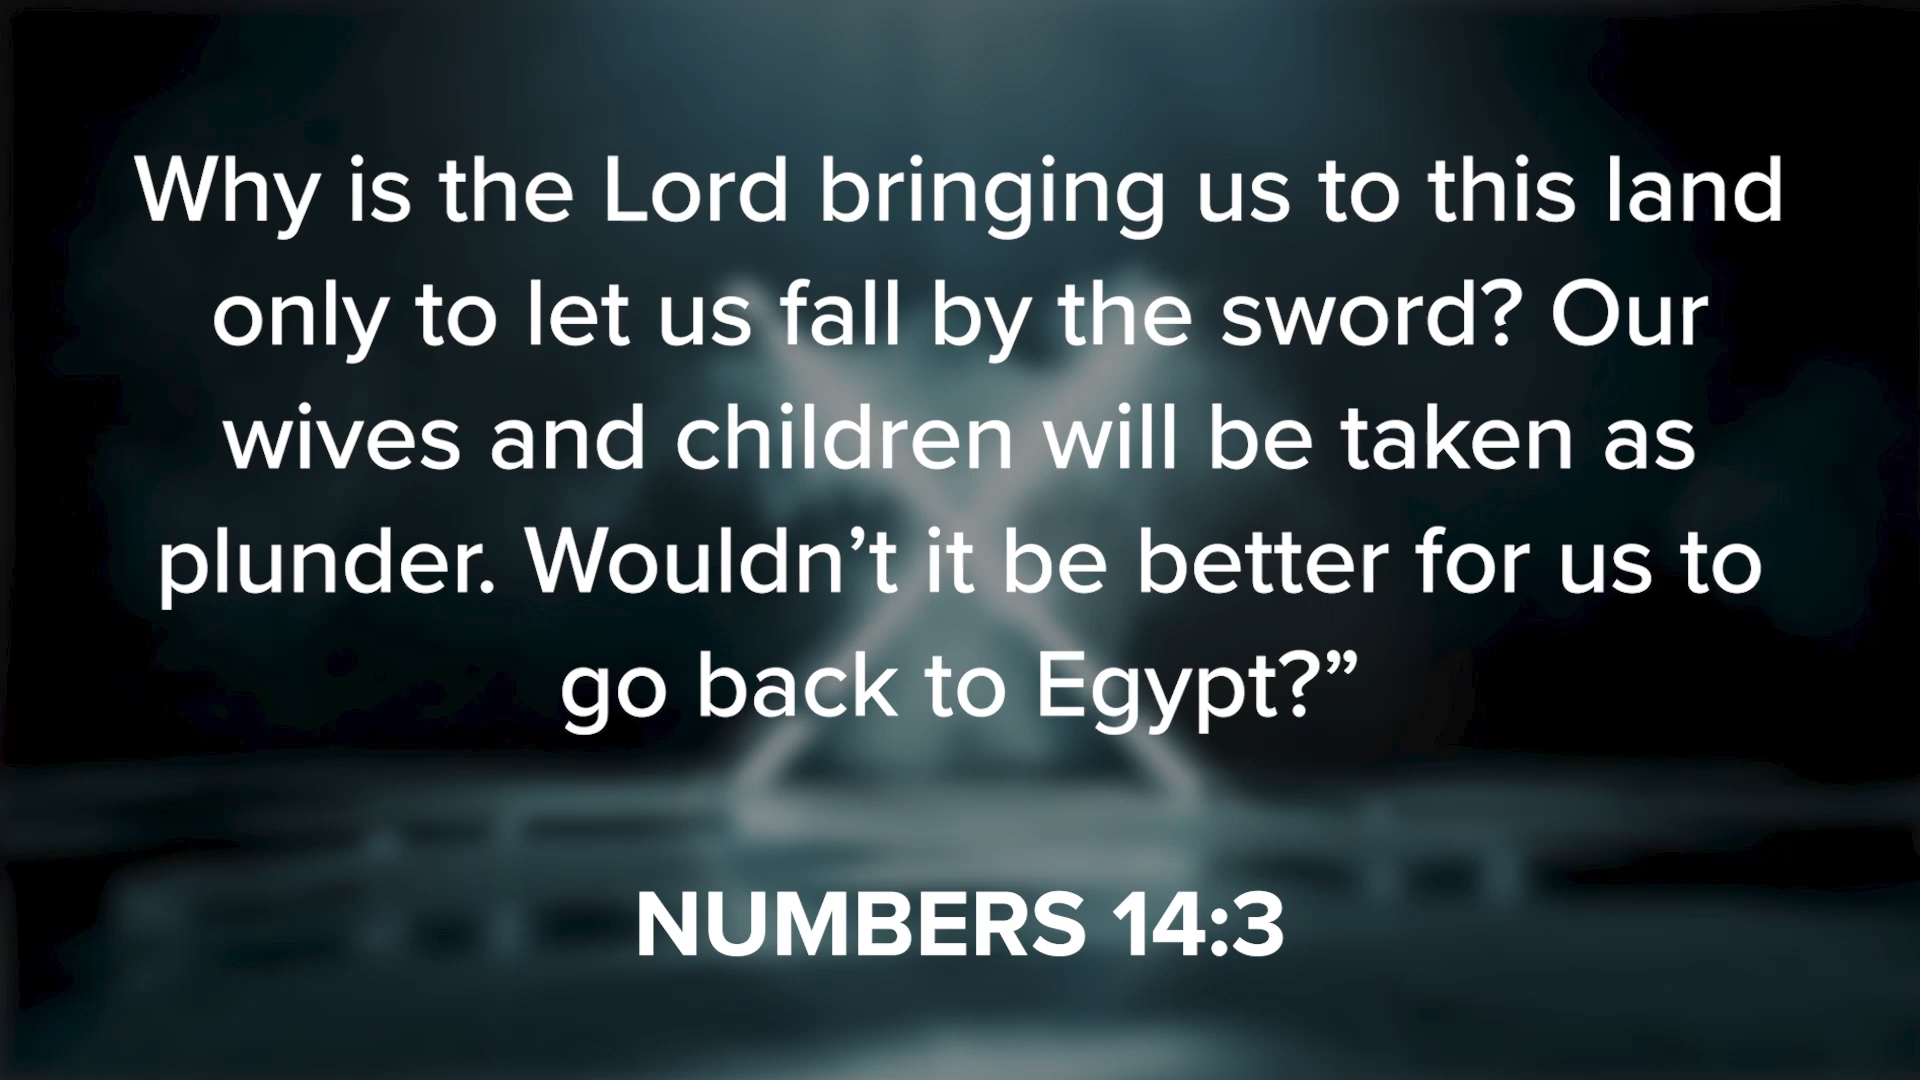 Why is the Lord bringing us to this land
only to let us fall by the sword? Our
wives and children will be taken as
plunder. Wouldn’t it be better for us to
go back to Egypt?”
NUMBERS 14:3